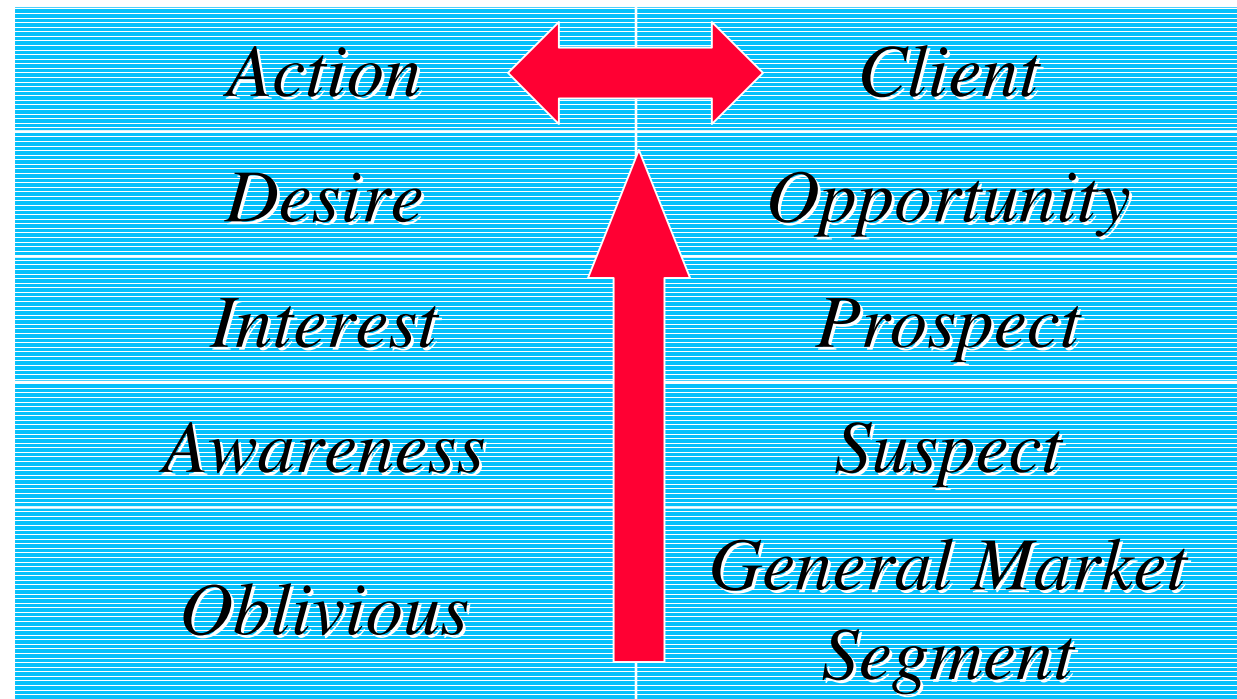 Action
Client
Desire
Opportunity
Interest
Prospect
Awareness
Suspect
Oblivious
General Market
Segment